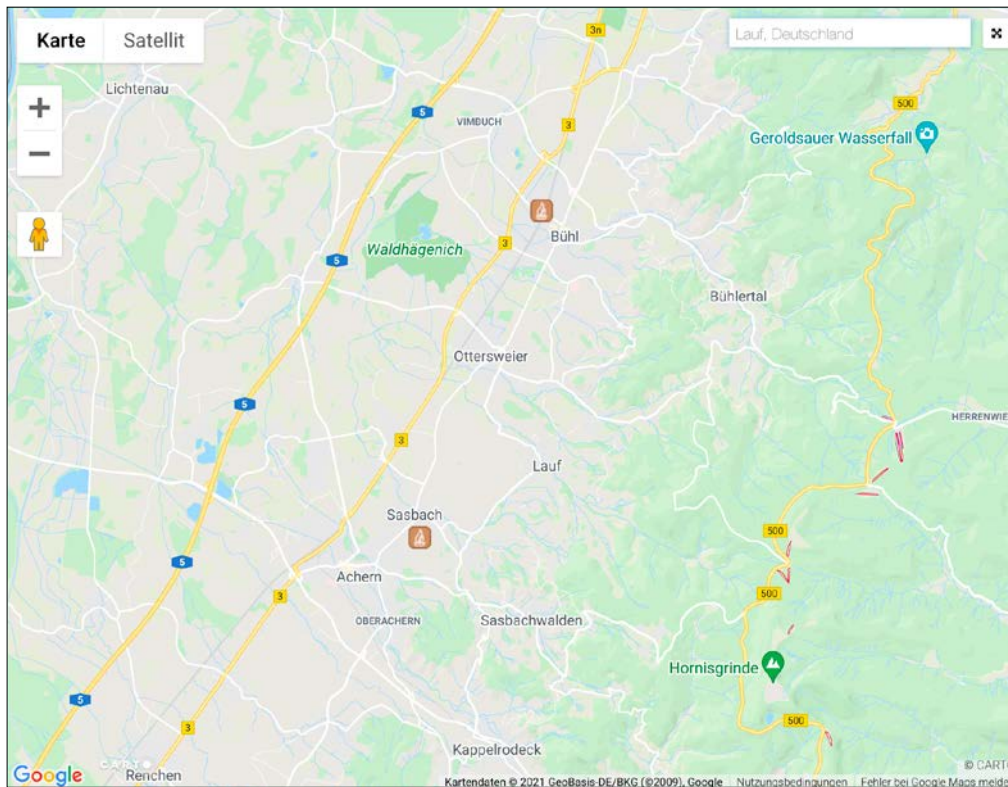 Karte
Satellit
Lauf, Deutschland
3n
Lichtenau
5
VIMBUCH
3
500
Geroldsauer Wasserfall
Waldhägenich
3
Bühl
5
Bühlertal
Ottersweier
5
3
HERRENWIE
Lauf
Sasbach
500
5
Achern
3
500
OBERACHERN
Sasbachwalden
Hornisgrinde
5
3
500
Kappelrodeck
Google
CARTO
Renchen
© CARTO
Kartendaten © 2021 GeoBasis-DE/BKG (©2009), Google
Nutzungsbedingungen
Fehler bei Google Maps melde